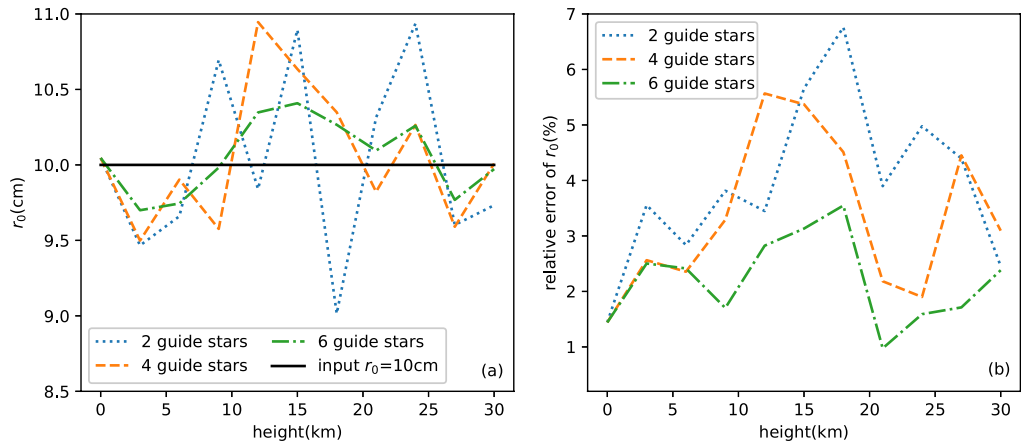 11.0
10.5
10.0
9.5
9.0
8.5
r0(cm)
2 guide stars
4 guide stars
6 guide stars
input r0=10cm
(a)
0 5 10 15 20 25 30
height(km)
7
6
5
4
3
2
1
relative error of r0(%)
2 guide stars
4 guide stars
6 guide stars
(b)
0 5 10 15 20 25 30
height(km)